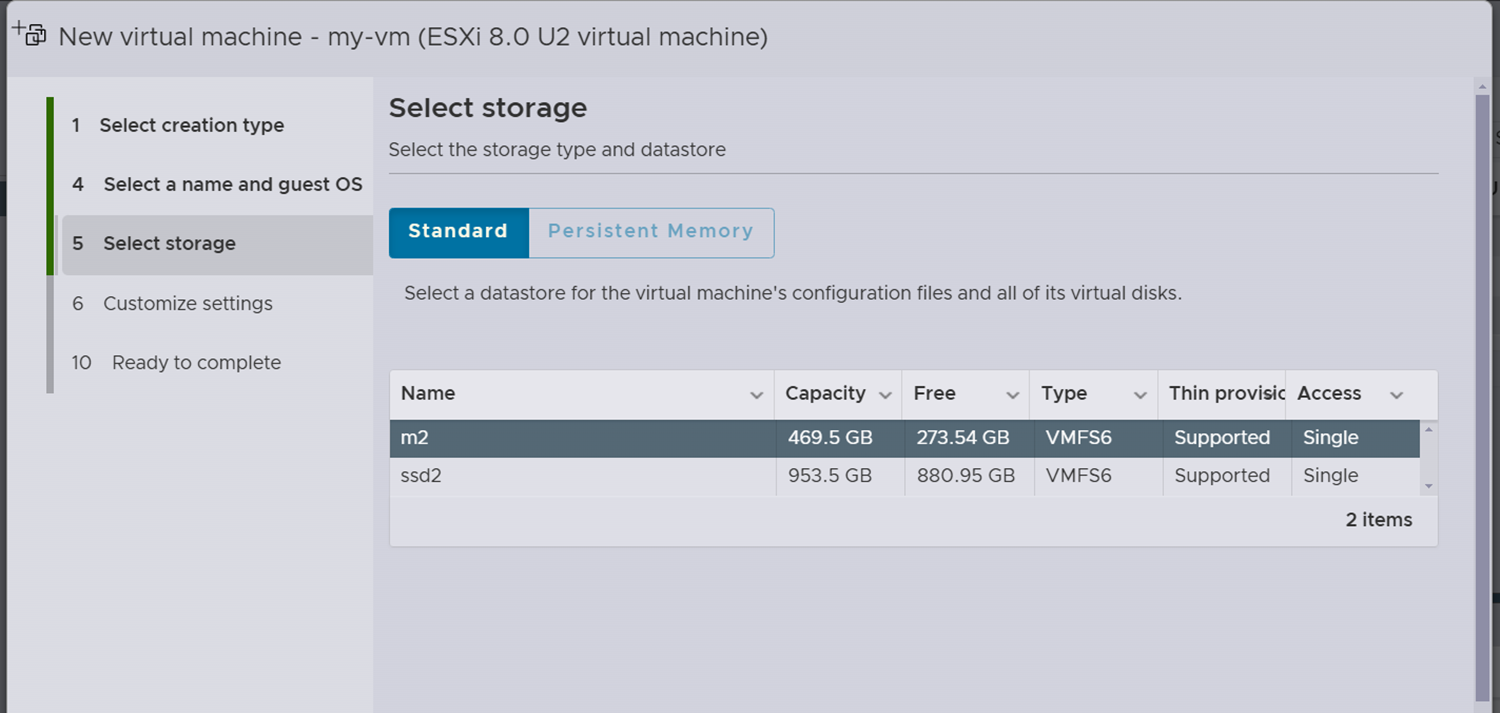 New virtual machine - my-vm (ESXi 8.0 U2 virtual machine)
1 Select creation type
4 Select a name and guest OS
5 Select storage
6 Customize settings
10 Ready to complete
Select storage
Select the storage type and datastore
Standard Persistent Memory
Select a datastore for the virtual machine's configuration files and all of its virtual disks.
Name Capacity Free Type Thin provisic Access
m2 469.5 GB 273.54 GB VMFS6 Supported Single
ssd2 953.5 GB 880.95 GB VMFS6 Supported Single
2 items